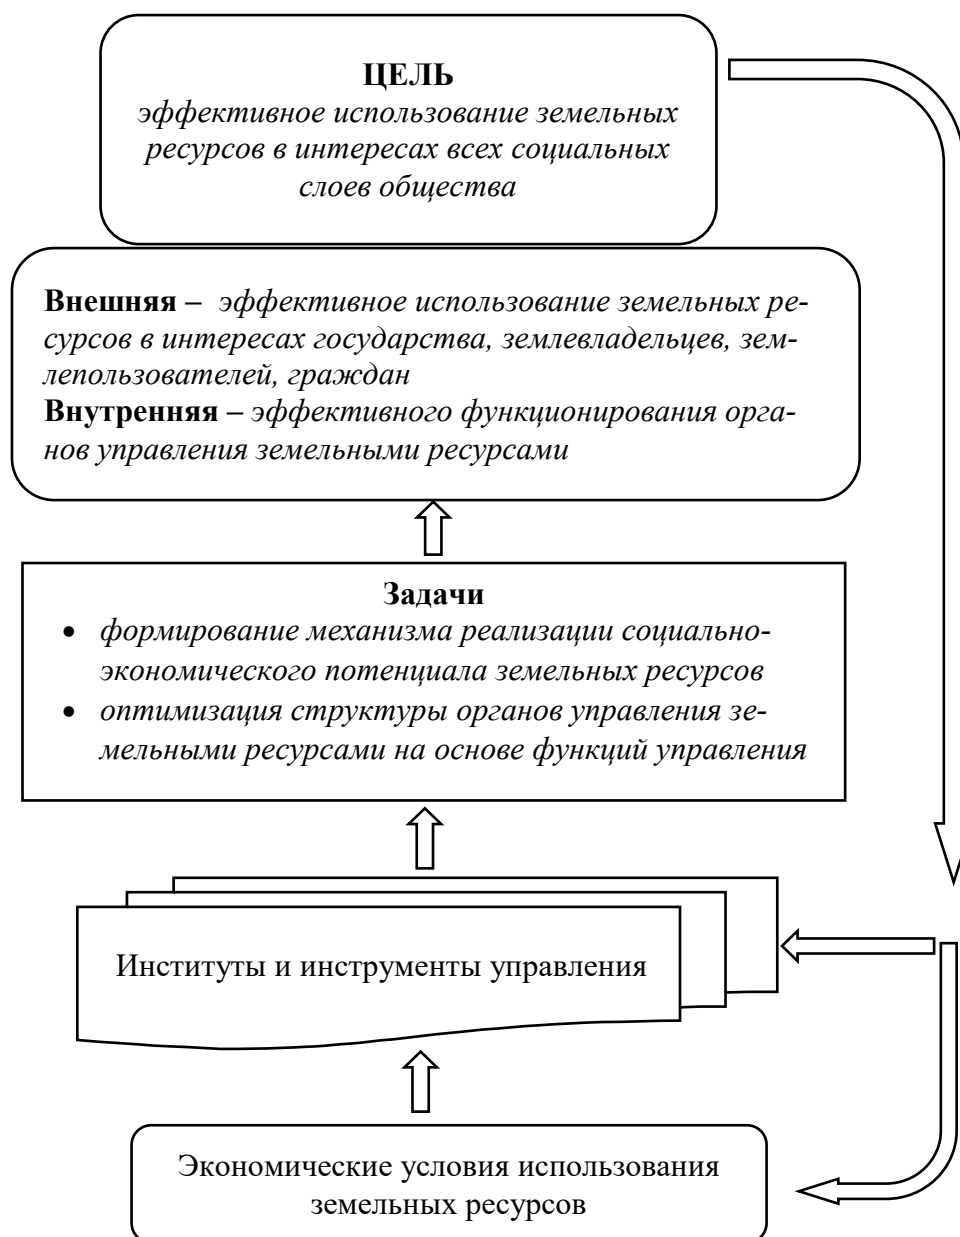 ЦЕЛЬ
эффективное использование земельных
ресурсов в интересах всех социальных
слоев общества
Внешняя – эффективное использование земельных ре-
сурсов в интересах государства, землевладельцев, зем-
лепользователей, граждан
Внутренняя – эффективного функционирования орга-
нов управления земельными ресурсами
Задачи
• формирование механизма реализации социально-
экономического потенциала земельных ресурсов
• оптимизация структуры органов управления зе-
мельными ресурсами на основе функций управления
Институты и инструменты управления
Экономические условия использования
земельных ресурсов